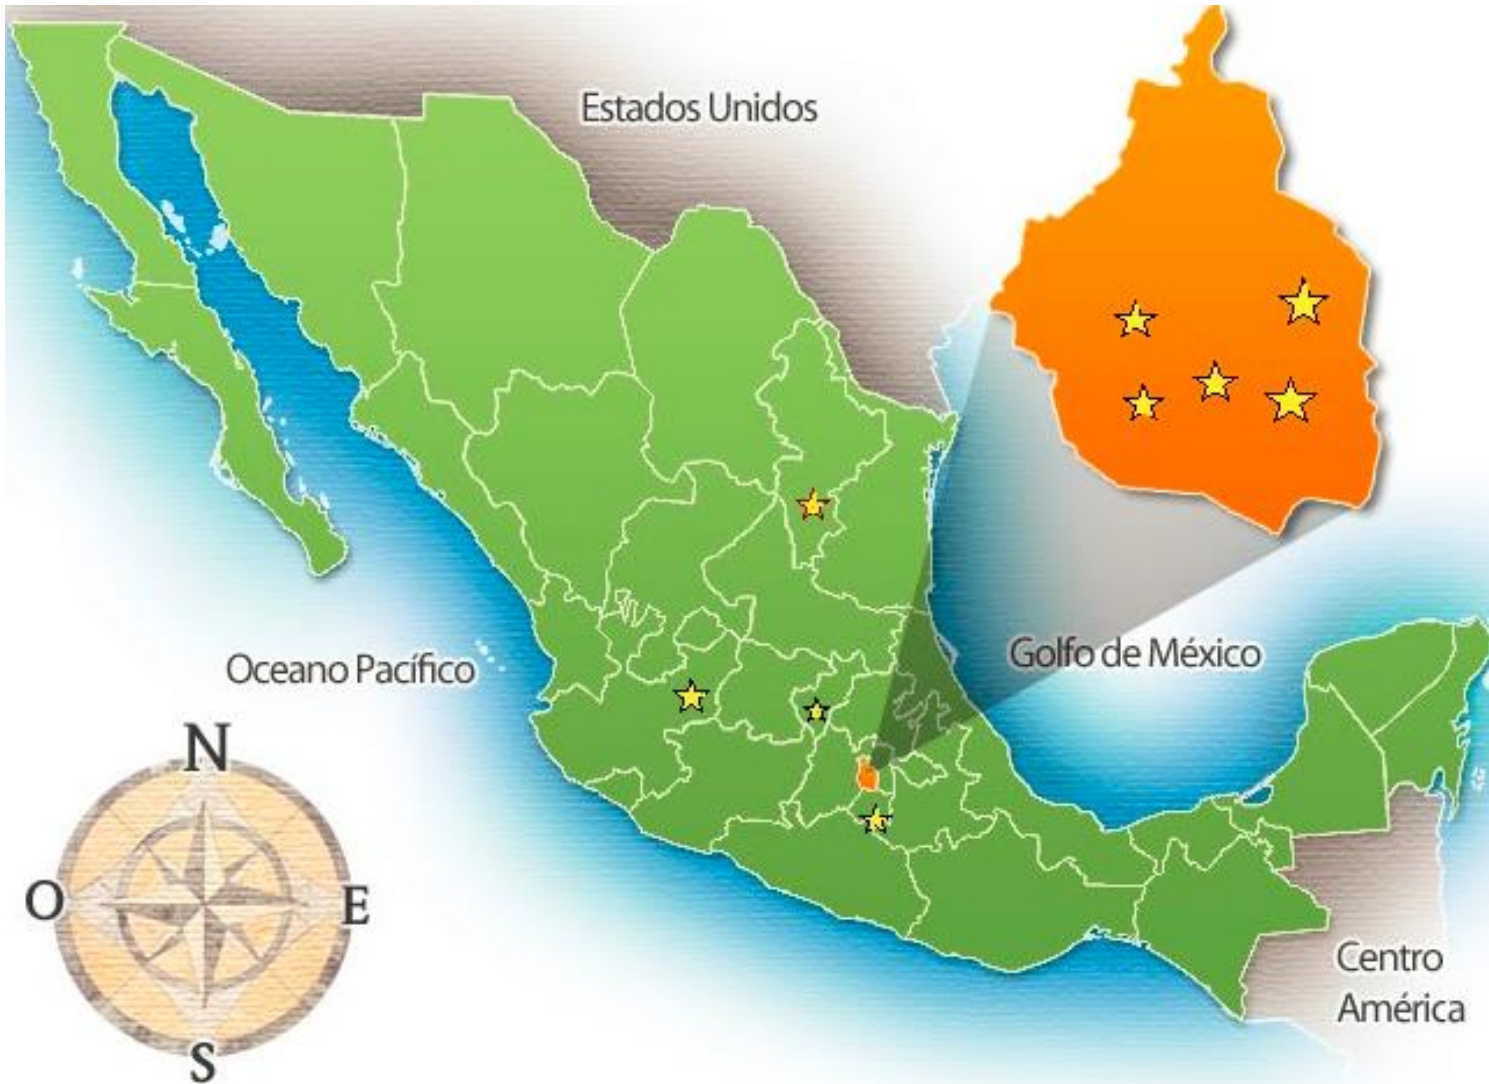 Estados Unidos
Oceano Pacífico
Golfo de México
N
O
E
S
Centro
América